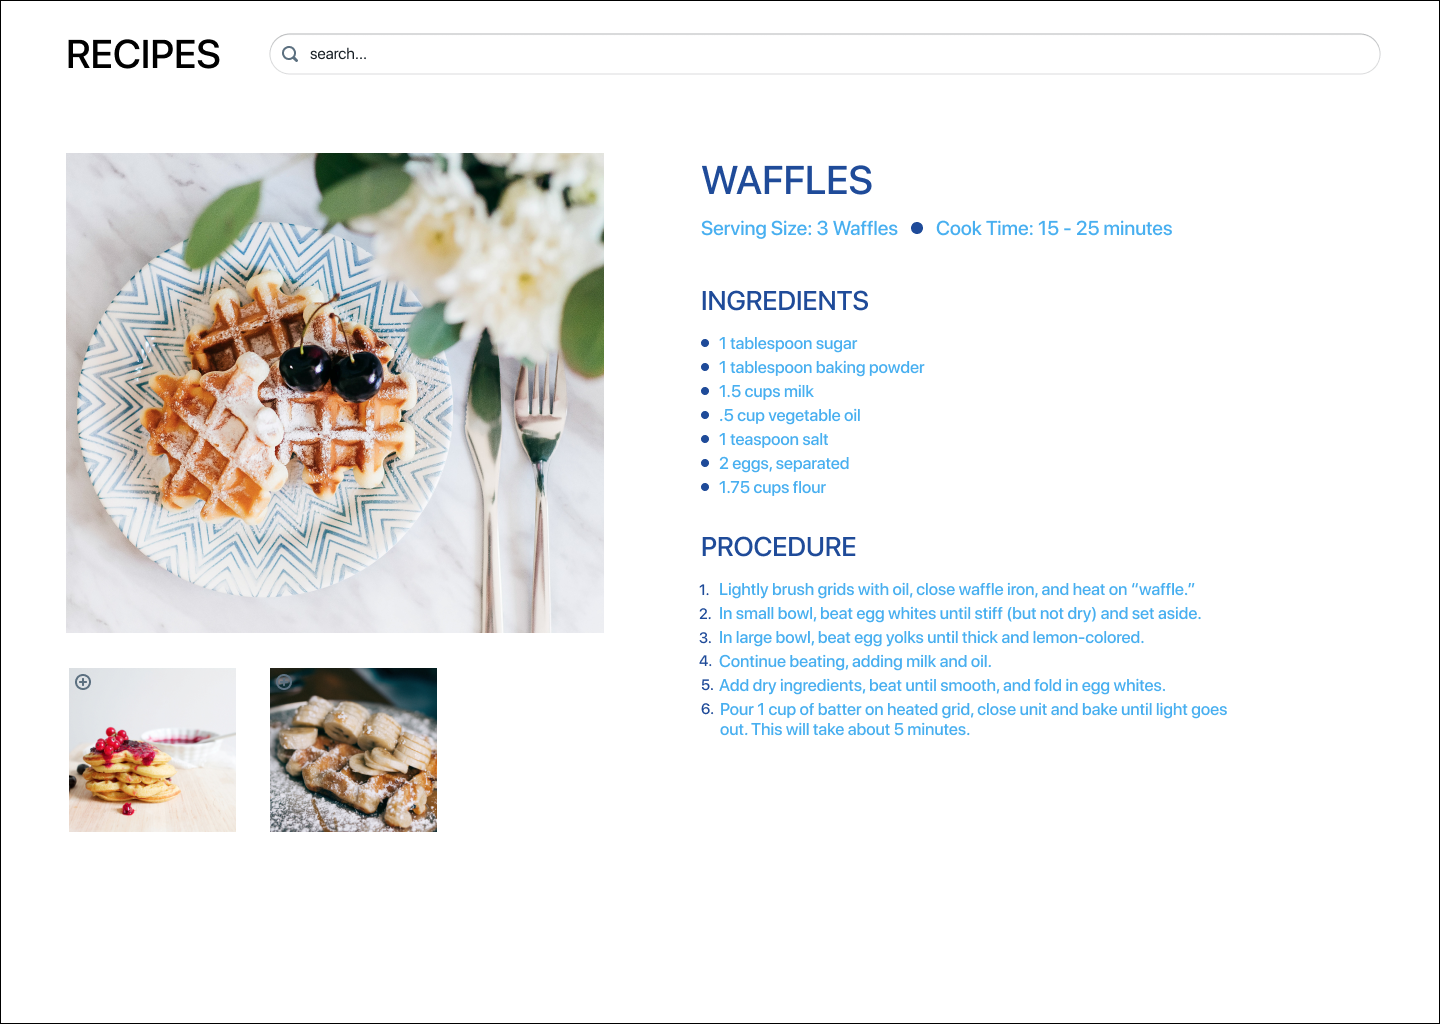 RECIPES
search...
WAFFLES
Serving Size: 3 Waffles ● Cook Time: 15 - 25 minutes
INGREDIENTS
● 1 tablespoon sugar
● 1 tablespoon baking powder
● 1.5 cups milk
● .5 cup vegetable oil
● 1 teaspoon salt
● 2 eggs, separated
● 1.75 cups flour
PROCEDURE
1. Lightly brush grids with oil, close waffle iron, and heat on “waffle.”
2. In small bowl, beat egg whites until stiff (but not dry) and set aside.
3. In large bowl, beat egg yolks until thick and lemon-colored.
4. Continue beating, adding milk and oil.
5. Add dry ingredients, beat until smooth, and fold in egg whites.
6. Pour 1 cup of batter on heated grid, close unit and bake until light goes
out. This will take about 5 minutes.